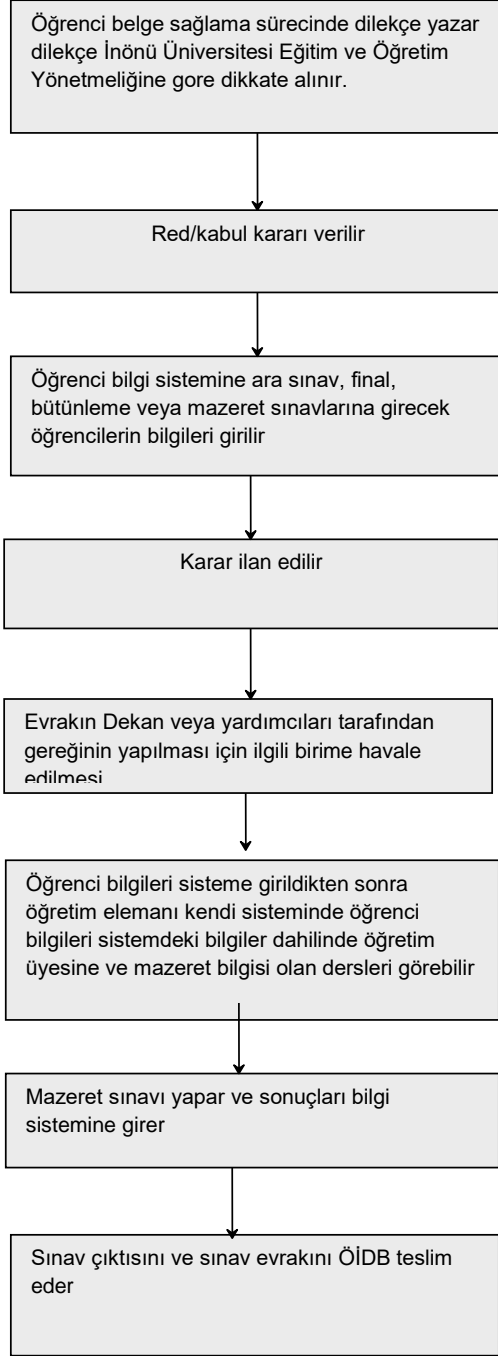 Öğrenci belge sağlama sürecinde dilekçe yazar
dilekçe İnönü Üniversitesi Eğitim ve Öğretim
Yönetmeliğine gore dikkate alınır.
Red/kabul kararı verilir
Öğrenci bilgi sistemine ara sınav, final,
bütünleme veya mazeret sınavlarına girecek
öğrencilerin bilgileri girilir
Karar ilan edilir
Evrakın Dekan veya yardımcıları tarafından
gereğinin yapılması için ilgili birime havale
edilmesi
Öğrenci bilgileri sisteme girildikten sonra
öğretim elemanı kendi sisteminde öğrenci
bilgileri sistemdeki bilgiler dahilinde öğretim
üyesine ve mazeret bilgisi olan dersleri görebilir
Mazeret sınavı yapar ve sonuçları bilgi
sistemine girer
Sınav çıktısını ve sınav evrakını ÖİDB teslim
eder